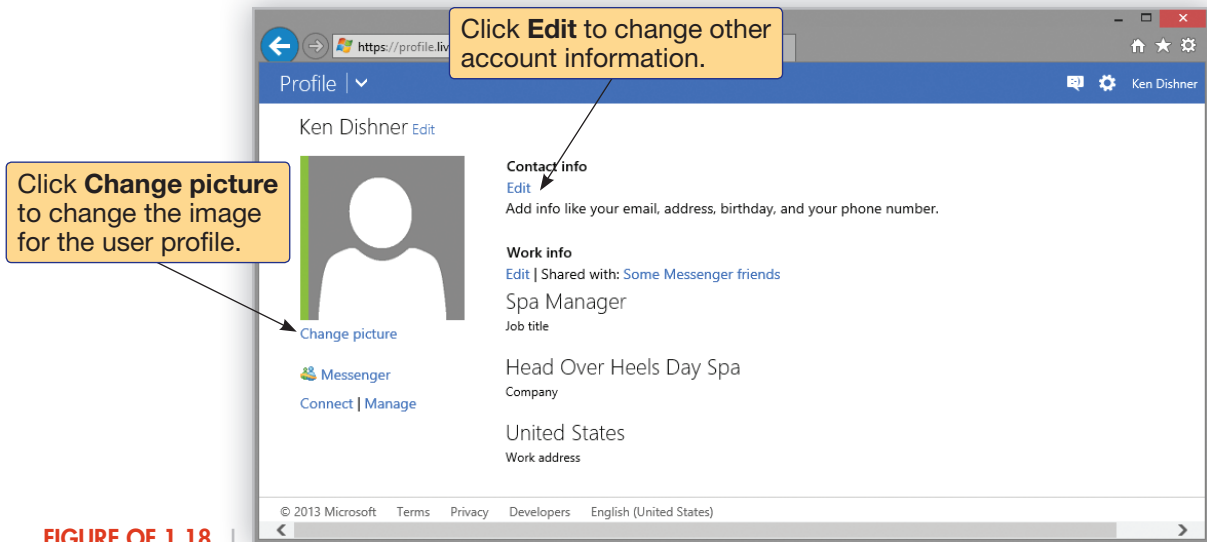 Click Edit to change other
account information.
https://profile.liv
Profile
Ken Dishner
Ken Dishner Edit
Click Change picture
to change the image
for the user profile.
Change picture
Messenger
Connect | Manage
Contact info
Edit
Add info like your email, address, birthday, and your phone number.
Work info
Edit | Shared with: Some Messenger friends
Spa Manager
Job title
Head Over Heels Day Spa
Company
United States
Work address
© 2013 Microsoft Terms Privacy Developers English (United States)
FIGURE OF 1.18